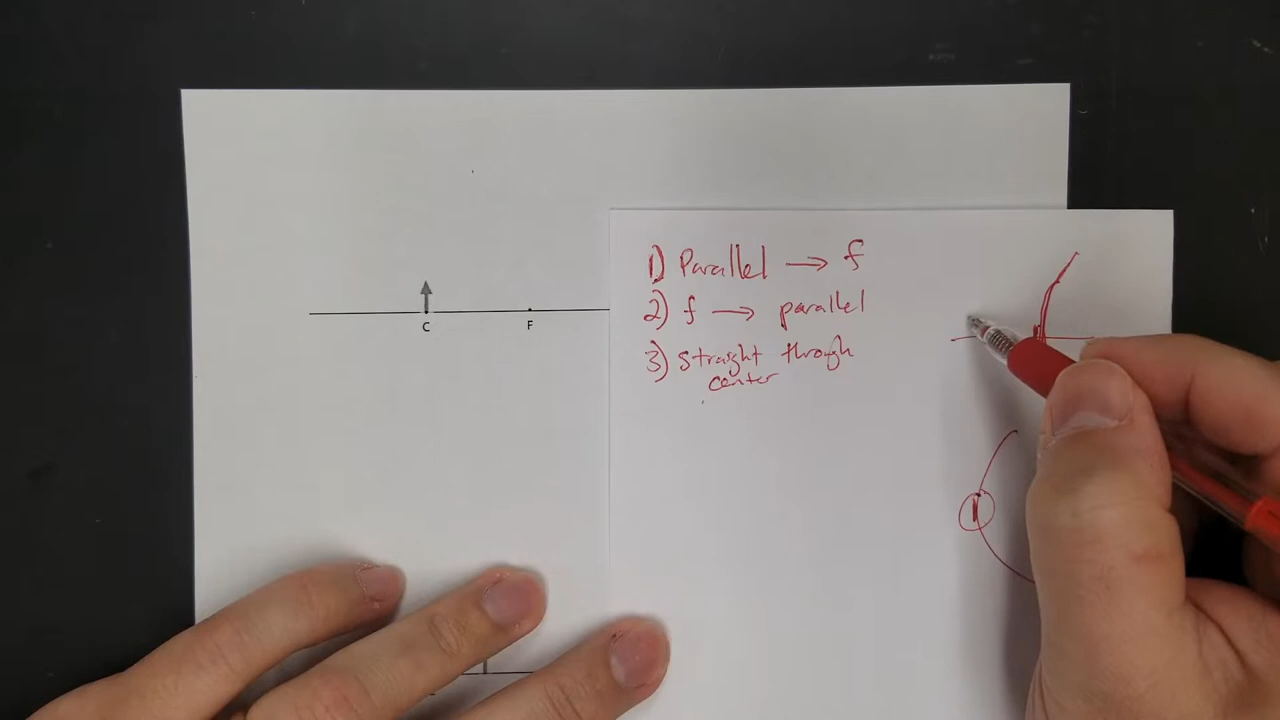 C
F
1) Parallel → f
2) f → parallel
3) Straight through
center